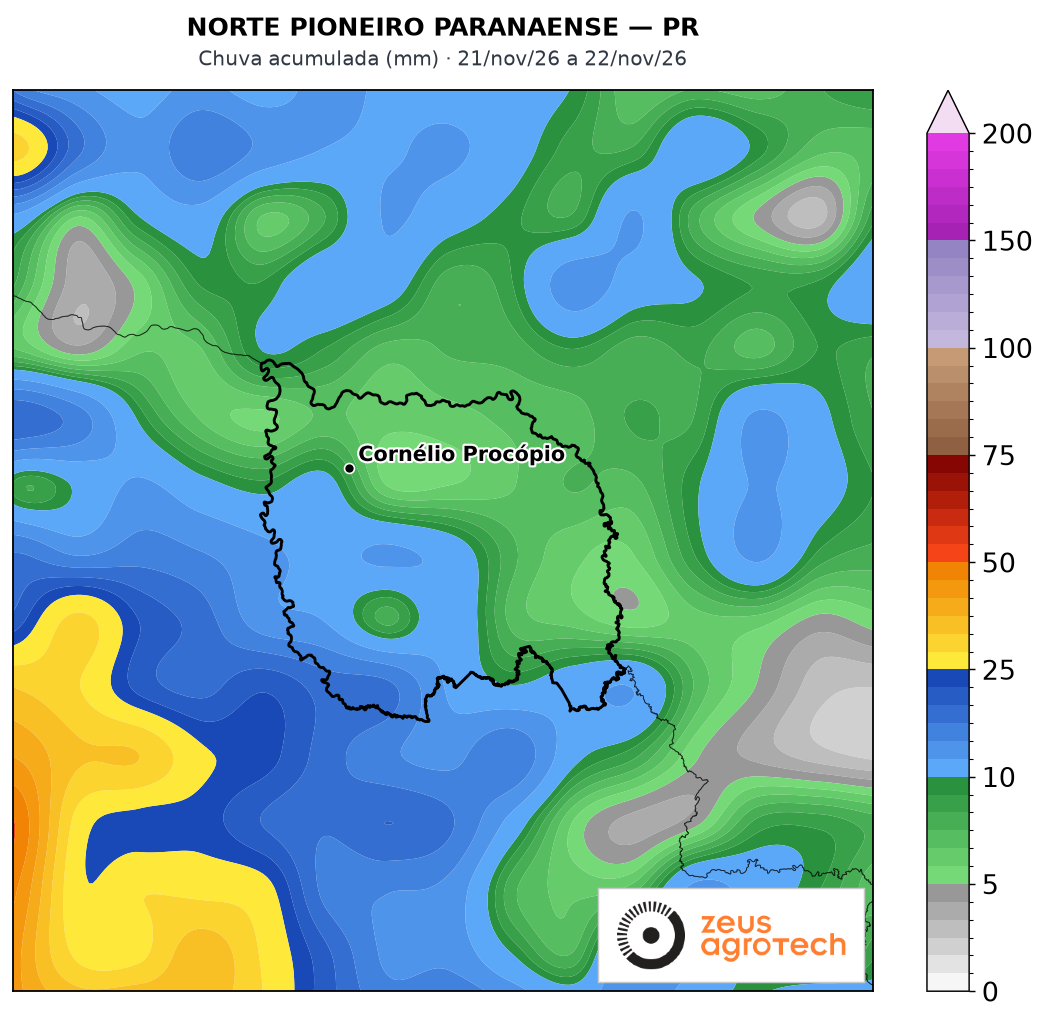 NORTE PIONEIRO PARANAENSE — PR
Chuva acumulada (mm) · 21/nov/26 a 22/nov/26
200
150
100
75
50
25
10
5
0
Cornélio Procópio
zeus
agrotech